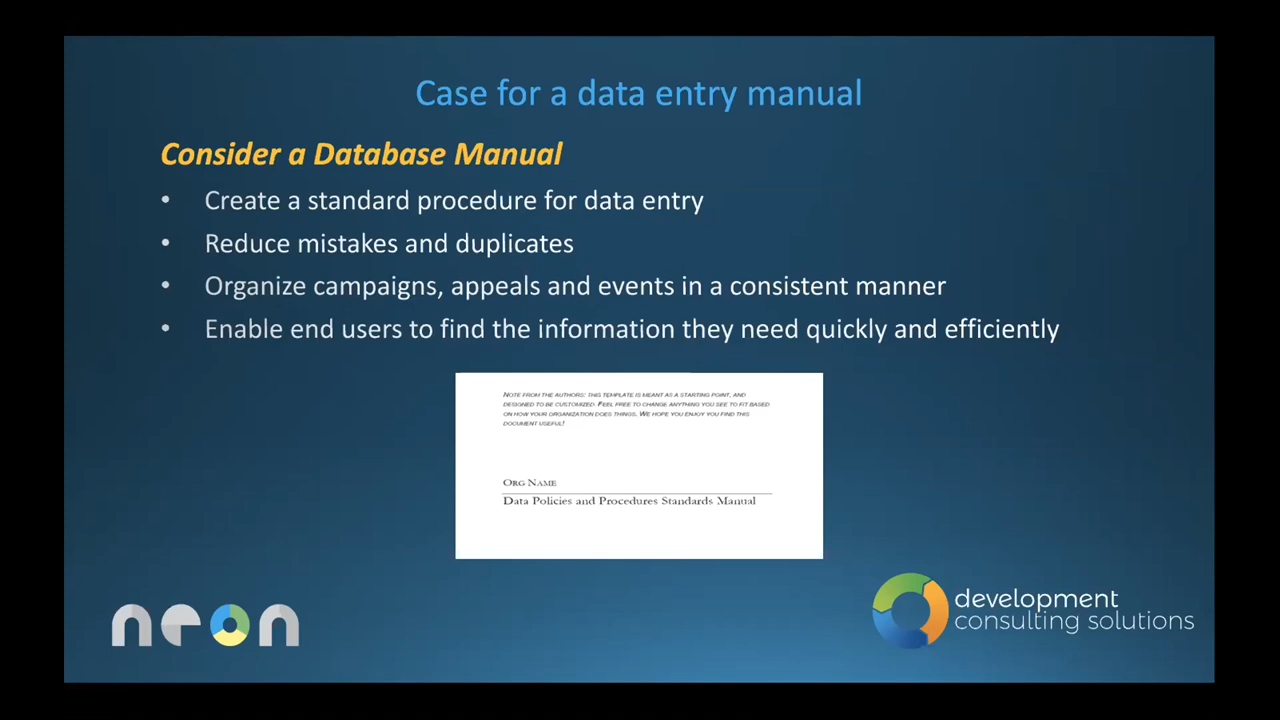 Case for a data entry manual
Consider a Database Manual
• Create a standard procedure for data entry
• Reduce mistakes and duplicates
• Organize campaigns, appeals and events in a consistent manner
• Enable end users to find the information they need quickly and efficiently
NOTE FROM THE AUTHORS: THIS TEMPLATE IS MEANT AS A STARTING POINT, AND
DESIGNED TO BE CUSTOMIZED. FEEL FREE TO CHANGE ANYTHING YOU SEE TO FIT BASED
ON HOW YOUR ORGANIZATION DOES THINGS. WE HOPE YOU ENJOY YOU FIND THIS
DOCUMENT USEFUL!
ORG NAME
Data Policies and Procedures Standards Manual
neon
development
consulting solutions